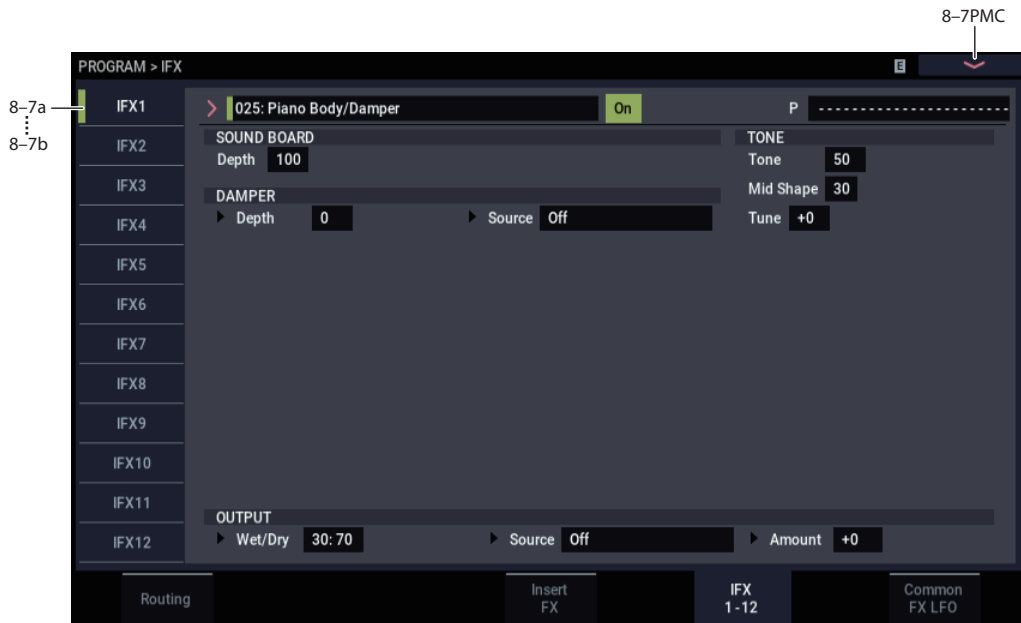 8–7PMC
PROGRAM > IFX
E
8–7a
8–7b
IFX1
IFX2
IFX3
IFX4
IFX5
IFX6
IFX7
IFX8
IFX9
IFX10
IFX11
IFX12
025: Piano Body/Damper
On
P ----------------------
SOUND BOARD
Depth 100
DAMPER
Depth 0 Source Off
TONE
Tone 50
Mid Shape 30
Tune +0
OUTPUT
Wet/Dry 30:70 Source Off Amount +0
Routing
Insert
FX
IFX
1-12
Common
FX LFO